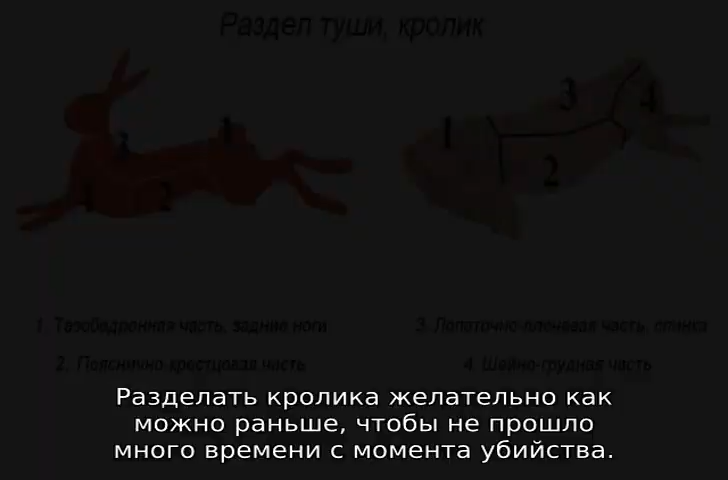 Раздел туши, кролик
3
4
1
1
3
2
1
2
1. Тазобедренная часть, задние ноги
3. Лопаточно-плечевая часть, спинка
2. Пояснично-крестцовая часть
4. Шейно-грудная часть
Разделать кролика желательно как
можно раньше, чтобы не прошло
много времени с момента убийства.